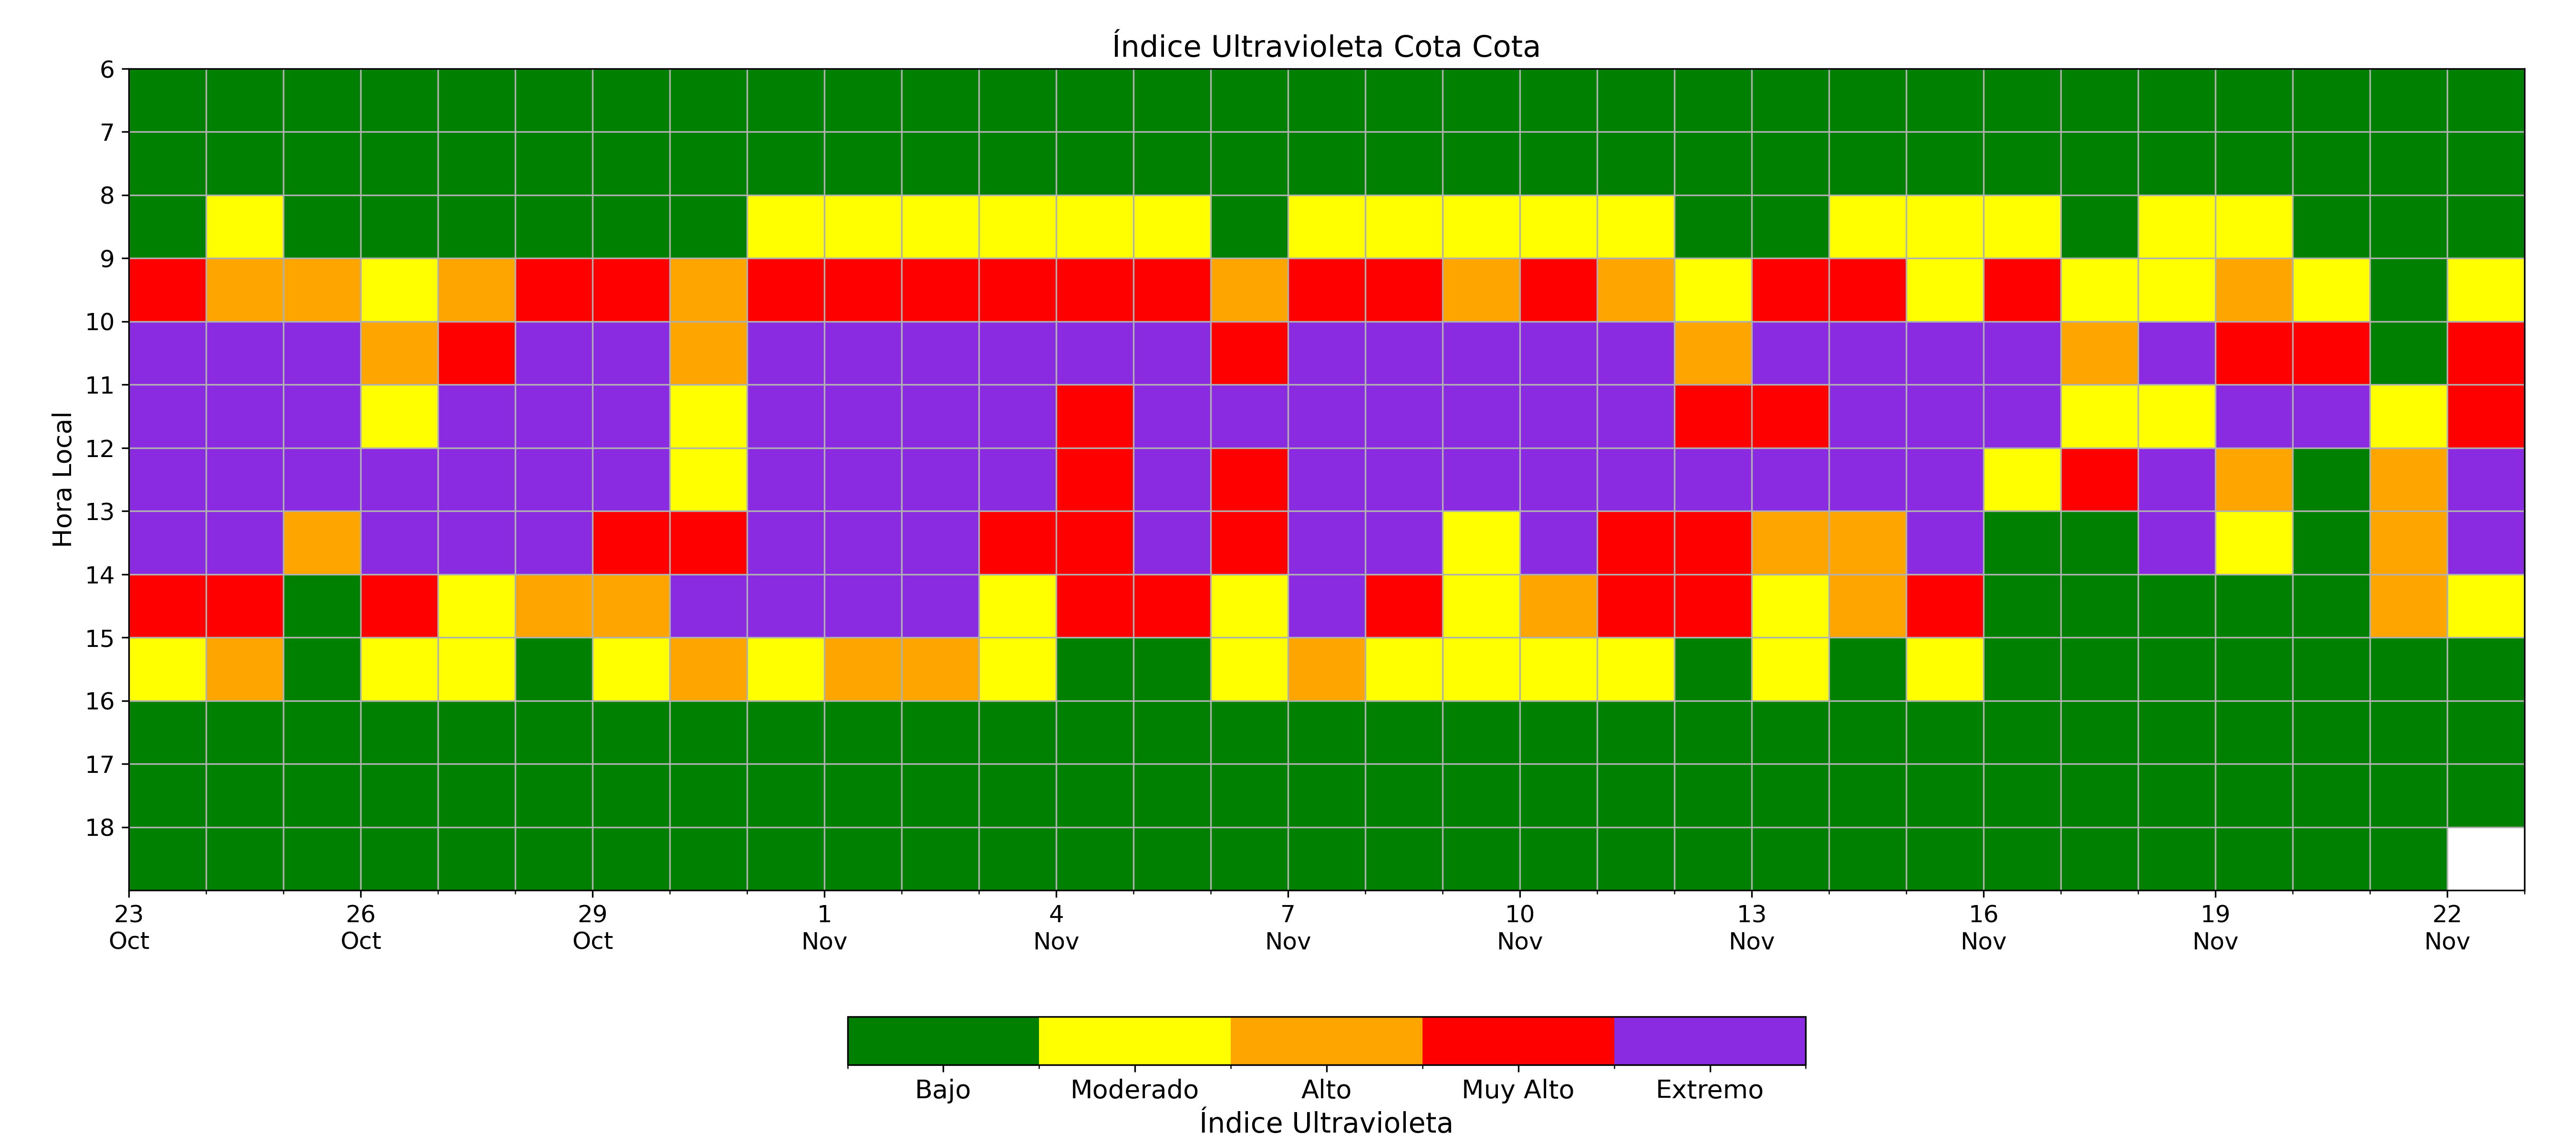 Índice Ultravioleta Cota Cota
6
7
8
9
10
11
12
13
14
15
16
17
18
Hora Local
23 26 29 1 4 7 10 13 16 19 22
Oct Oct Oct Nov Nov Nov Nov Nov Nov Nov Nov
Bajo Moderado Alto Muy Alto Extremo
Índice Ultravioleta